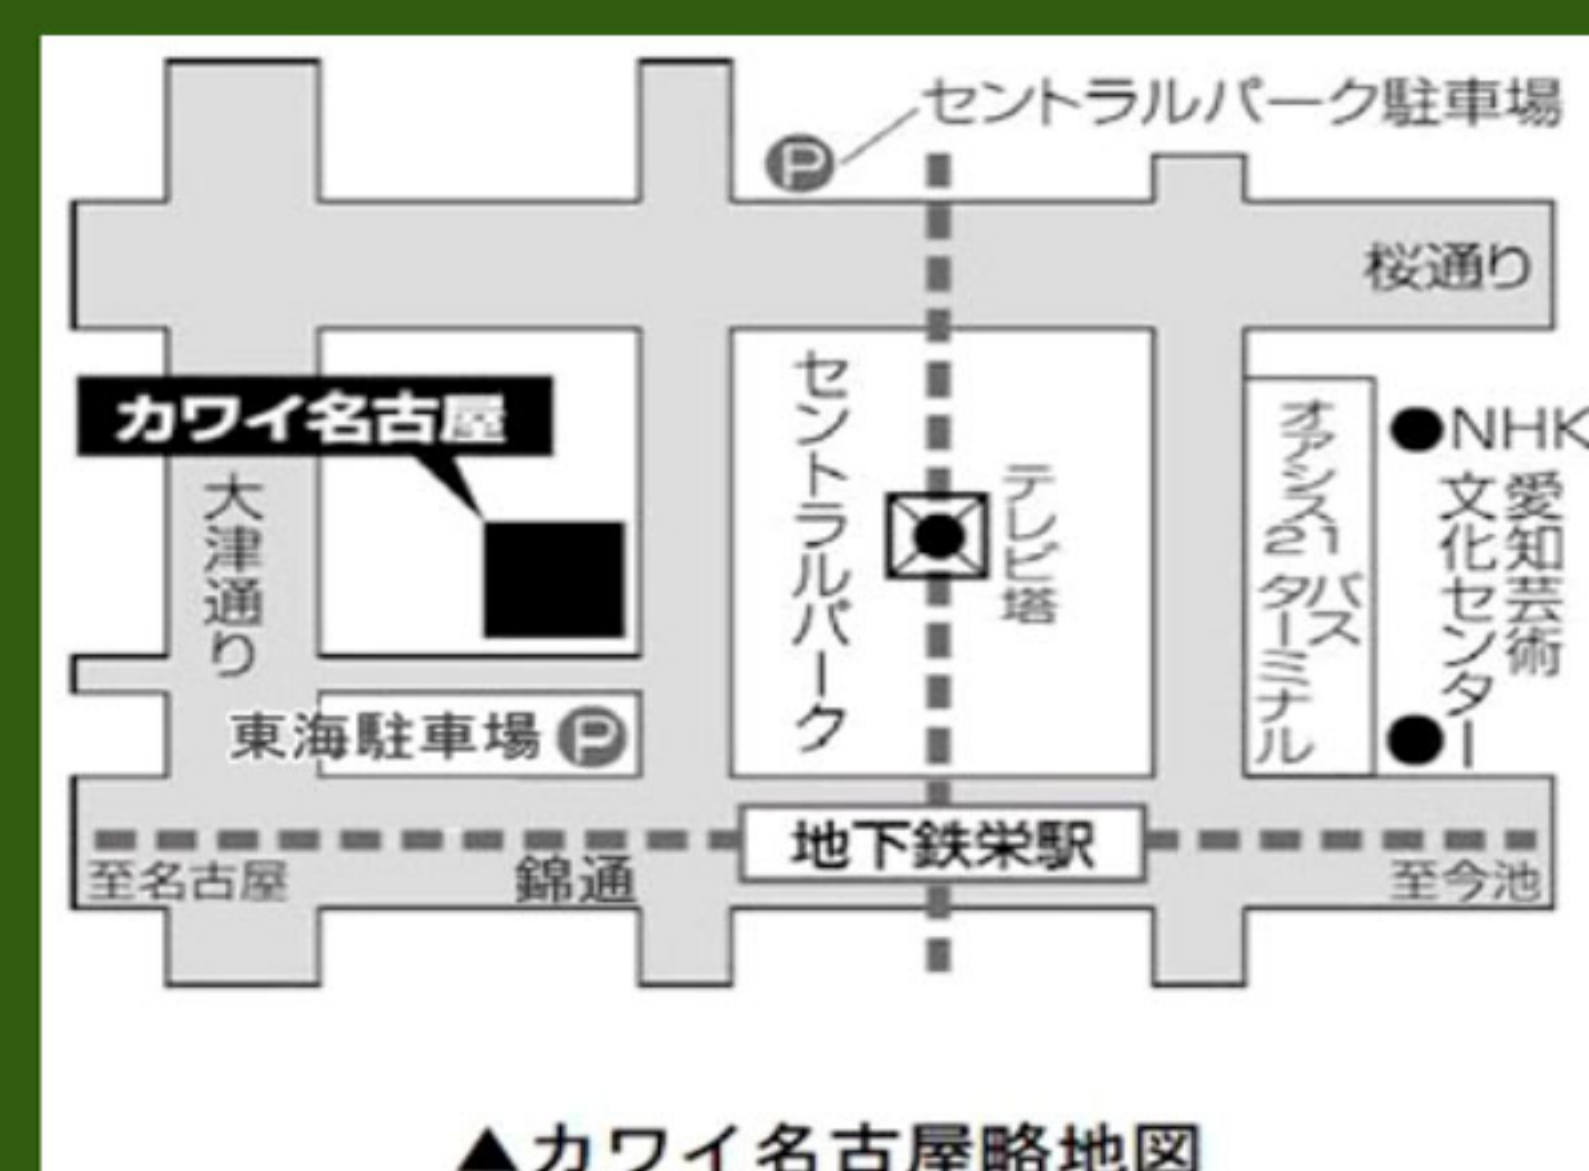 セントラルパーク駐車場
桜通り
カワイ名古屋
大津通り
セントラルパーク
テレビ塔
オアシス21
バス
ターミナル
NHK
愛知芸術
文化センター
東海駐車場 P
P
地下鉄栄駅
至名古屋
錦通
至今池
▲カワイ名古屋略地図